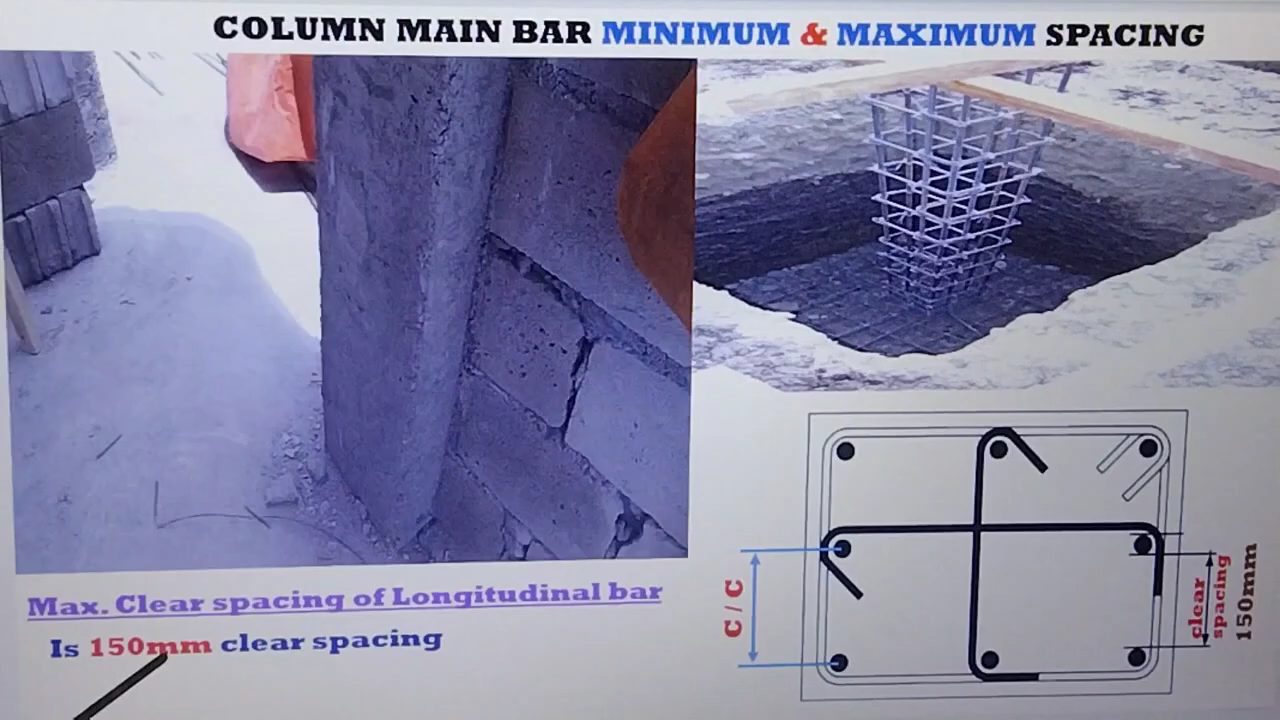 COLUMN MAIN BAR MINIMUM & MAXIMUM SPACING
Max. Clear spacing of Longitudinal bar
Is 150mm clear spacing
C / C
clear
spacing
150mm